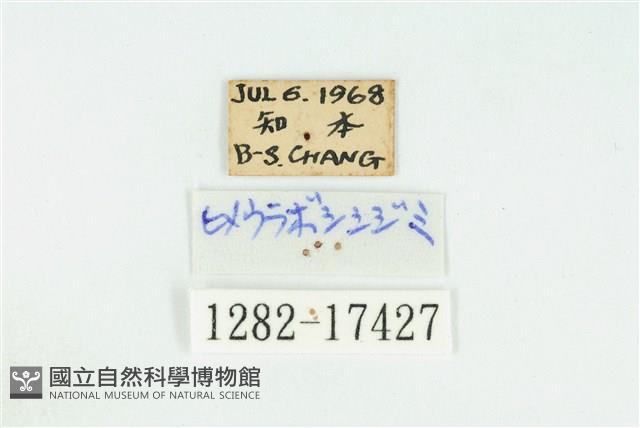 JUL 6. 1968
知 本
B-S. CHANG
ヒメウラボシシジミ
1282-17427
國立自然科學博物館
NATIONAL MUSEUM OF NATURAL SCIENCE